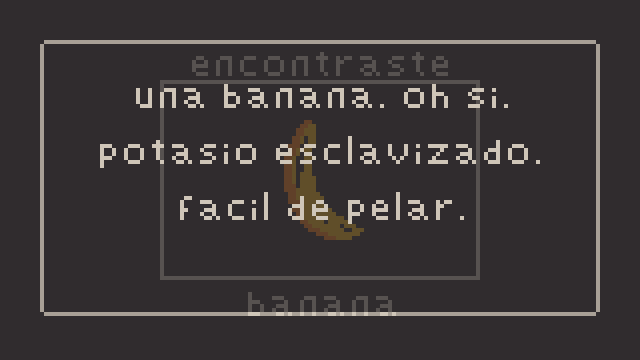 encontraste
una banana. oh si.
potasio esclavizado.
facil de pelar.
banana